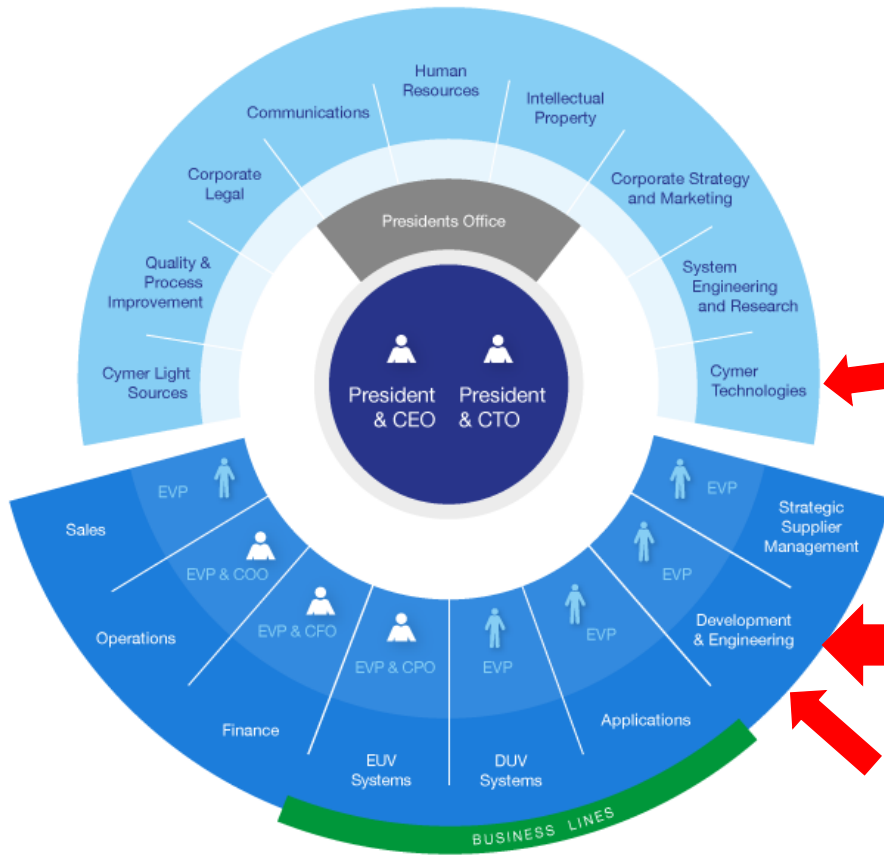 Human
Resources
Communications
Intellectual
Property
Corporate
Legal
Corporate Strategy
and Marketing
Presidents Office
Quality &
Process
Improvement
System
Engineering
and Research
Cymer Light
Sources
Cymer
Technologies
President
& CEO
President
& CTO
EVP
EVP
Sales
Strategic
Supplier
Management
EVP & COO
EVP
Operations
Development
& Engineering
EVP & CFO
EVP
EVP & CPO
EVP
Finance
Applications
EUV
Systems
DUV
Systems
BUSINESS LINES